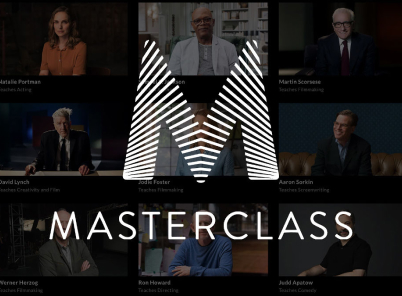 Natalie Portman
Teaches Acting
son
Martin Scorsese
Teaches Filmmaking
David Lynch
Teaches Creativity and Film
Jodie Foster
Teaches Filmmaking
Aaron Sorkin
Teaches Screenwriting
MASTERCLASS
Werner Herzog
Teaches Filmmaking
Ron Howard
Teaches Directing
Judd Apatow
Teaches Comedy